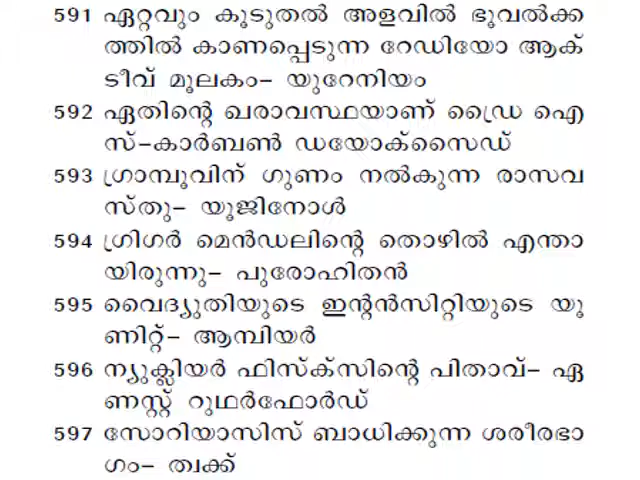 591 ഏറ്റവും കൂടുതൽ അളവിൽ ഭൂവൽക്ക
ത്തിൽ കാണപ്പെടുന്ന റേഡിയോ ആക്
ടീവ് മൂലകം- യുറേനിയം
592 ഏതിന്റെ ഖരാവസ്ഥയാണ് ഡ്രൈ ഐ
സ്-കാർബൺ ഡയോക്സൈഡ്
593 ഗ്രാമ്പൂവിന് ഗുണം നൽകുന്ന രാസവ
സ്തു- യൂജിനോൾ
594 ഗ്രിഗർ മെൻഡലിന്റെ തൊഴിൽ എന്താ
യിരുന്നു- പുരോഹിതൻ
595 വൈദ്യുതിയുടെ ഇന്റൻസിറ്റിയുടെ യൂ
ണിറ്റ്- ആമ്പിയർ
596 ന്യുക്ലിയർ ഫിസ്ക്സിന്റെ പിതാവ്- ഏ
ണസ്റ്റ് റുഥർഫോർഡ്
597 സോറിയാസിസ് ബാധിക്കുന്ന ശരീരഭാ
ഗം- ത്വക്ക്